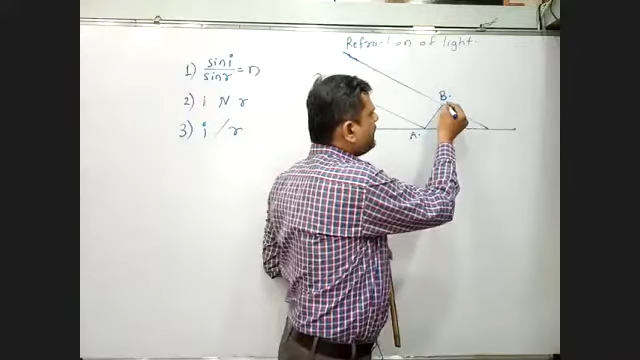 Refraction of light.
1) sin i / sin r = n
2) i N r
3) i / r
B.
A.